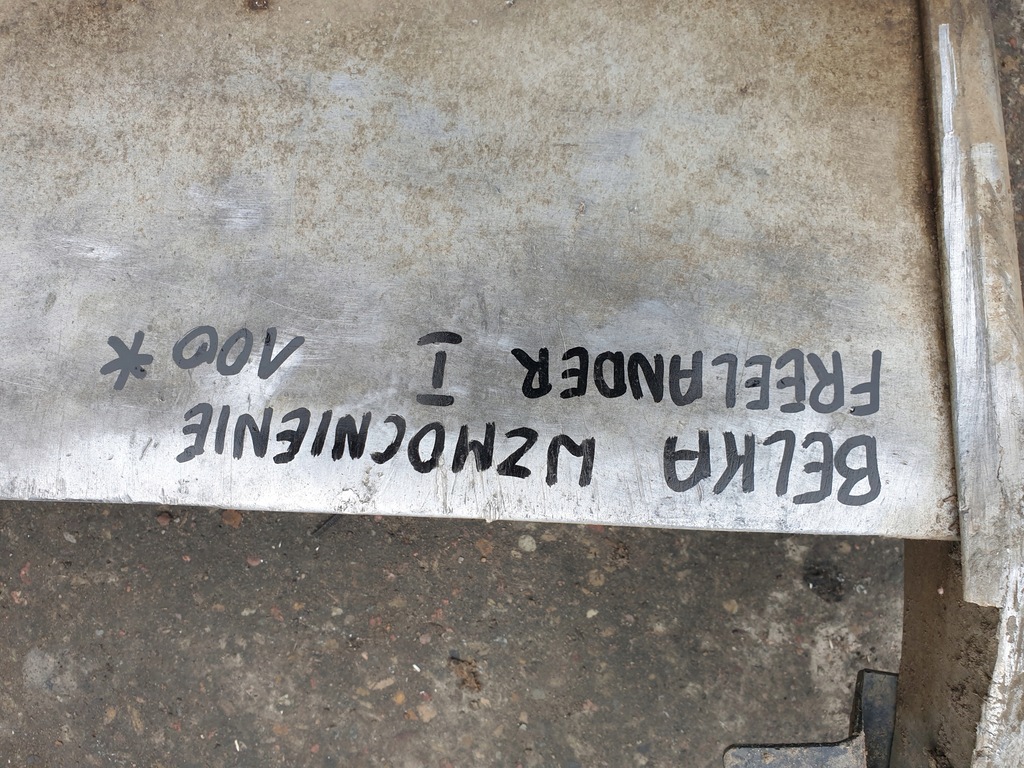 BELKA WZMOCNIENIE
FREELANDER I 100*